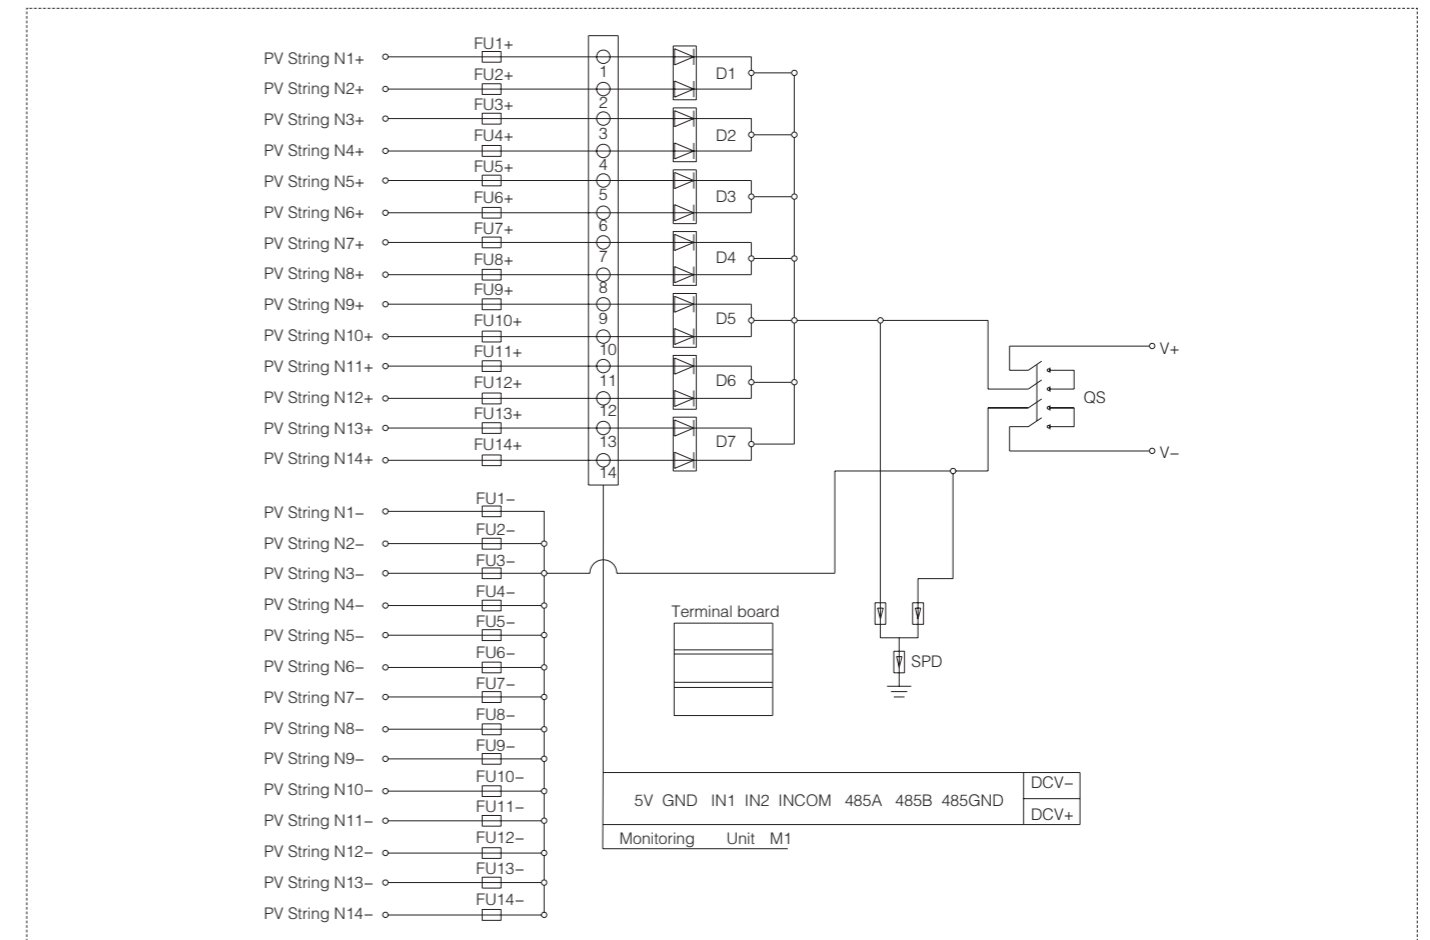 FU1+
PV String N1+
1
D1
FU2+
PV String N2+
2
FU3+
PV String N3+
3
D2
FU4+
PV String N4+
4
FU5+
PV String N5+
5
D3
FU6+
PV String N6+
6
FU7+
PV String N7+
7
D4
FU8+
PV String N8+
8
FU9+
PV String N9+
9
D5
FU10+
PV String N10+
10
FU11+
PV String N11+
11
D6
FU12+
PV String N12+
12
FU13+
PV String N13+
13
D7
FU14+
PV String N14+
14
V+
QS
V−
FU1−
PV String N1−
FU2−
PV String N2−
FU3−
PV String N3−
FU4−
PV String N4−
FU5−
PV String N5−
FU6−
PV String N6−
FU7−
PV String N7−
FU8−
PV String N8−
FU9−
PV String N9−
FU10−
PV String N10−
FU11−
PV String N11−
FU12−
PV String N12−
FU13−
PV String N13−
FU14−
PV String N14−
Terminal board
SPD
5V GND IN1 IN2 INCOM 485A 485B 485GND
DCV−
DCV+
Monitoring Unit M1